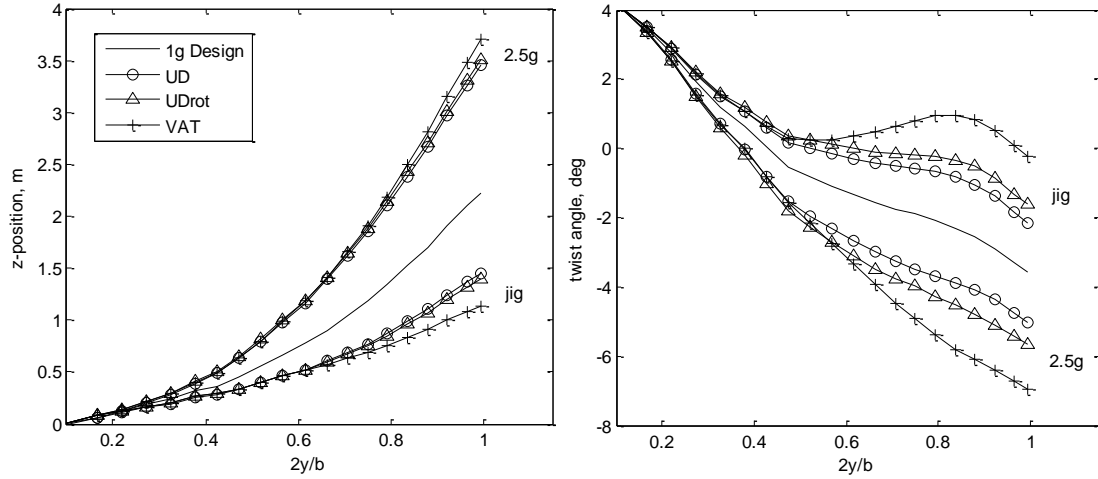 4
3.5
3
2.5
2
1.5
1
0.5
0
z-position, m
1g Design
UD
UDrot
VAT
2.5g
jig
0.2
0.4
0.6
0.8
1
2y/b
4
2
0
-2
-4
-6
-8
twist angle, deg
jig
2.5g
0.2
0.4
0.6
0.8
1
2y/b